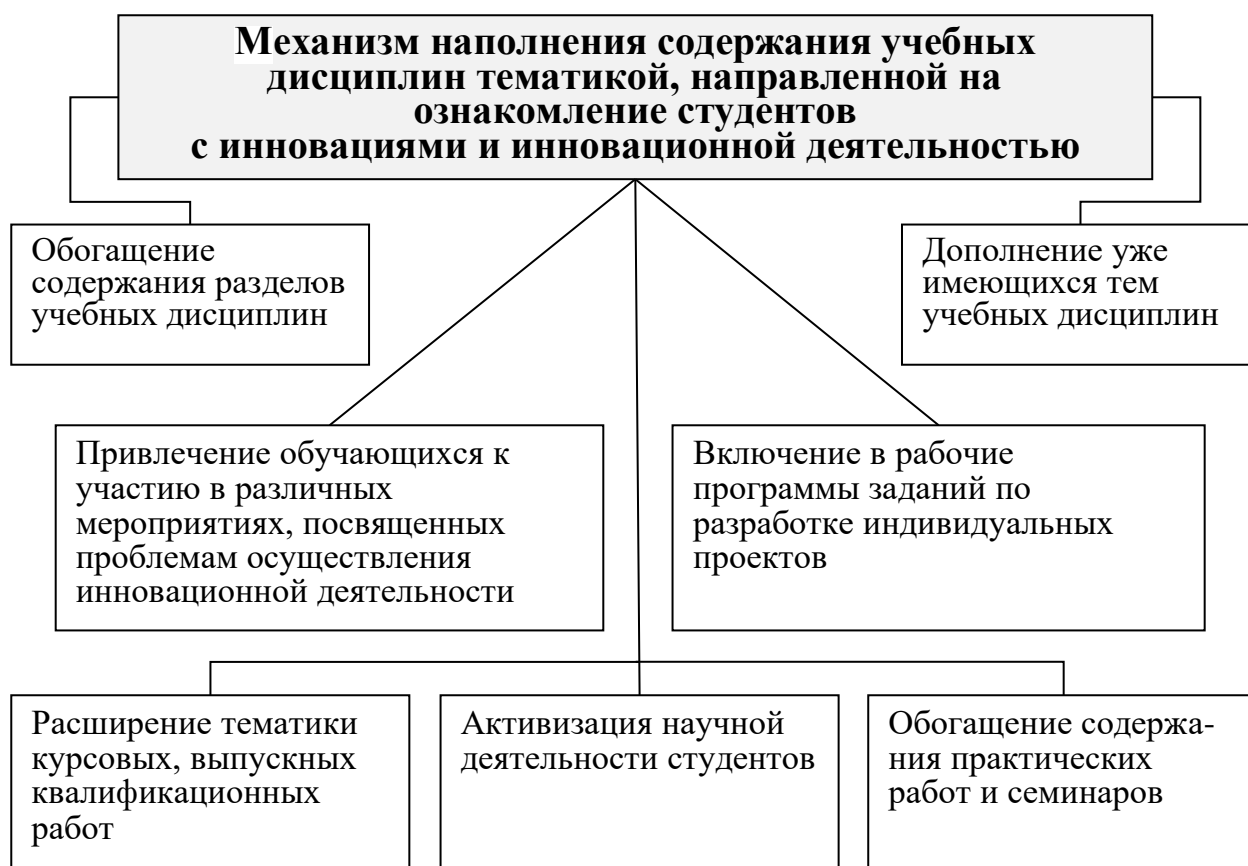 Механизм наполнения содержания учебных
дисциплин тематикой, направленной на
ознакомление студентов
с инновациями и инновационной деятельностью
Обогащение
содержания разделов
учебных дисциплин
Дополнение уже
имеющихся тем
учебных дисциплин
Привлечение обучающихся к
участию в различных
мероприятиях, посвященных
проблемам осуществления
инновационной деятельности
Включение в рабочие
программы заданий по
разработке индивидуальных
проектов
Расширение тематики
курсовых, выпускных
квалификационных
работ
Активизация научной
деятельности студентов
Обогащение содержа-
ния практических
работ и семинаров